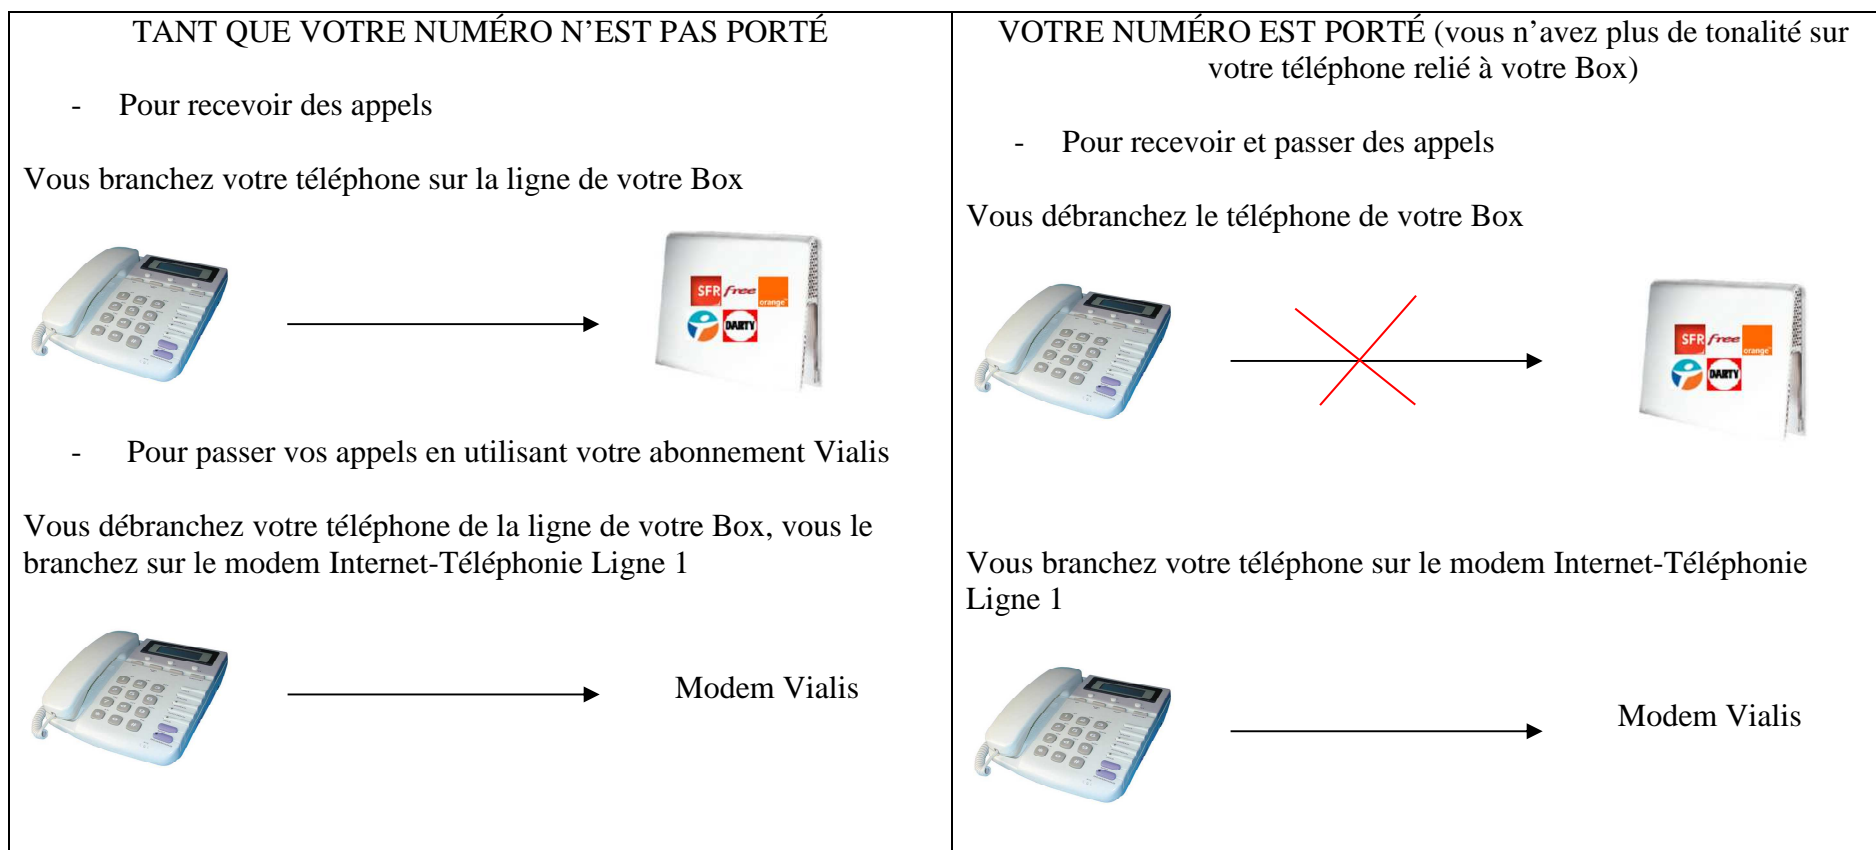 TANT QUE VOTRE NUMÉRO N’EST PAS PORTÉ
- Pour recevoir des appels
Vous branchez votre téléphone sur la ligne de votre Box
SFR free orange
DARTY
- Pour passer vos appels en utilisant votre abonnement Vialis
Vous débranchez votre téléphone de la ligne de votre Box, vous le
branchez sur le modem Internet-Téléphonie Ligne 1
Modem Vialis
VOTRE NUMÉRO EST PORTÉ (vous n’avez plus de tonalité sur
votre téléphone relié à votre Box)
- Pour recevoir et passer des appels
Vous débranchez le téléphone de votre Box
SFR free orange
DARTY
Vous branchez votre téléphone sur le modem Internet-Téléphonie
Ligne 1
Modem Vialis